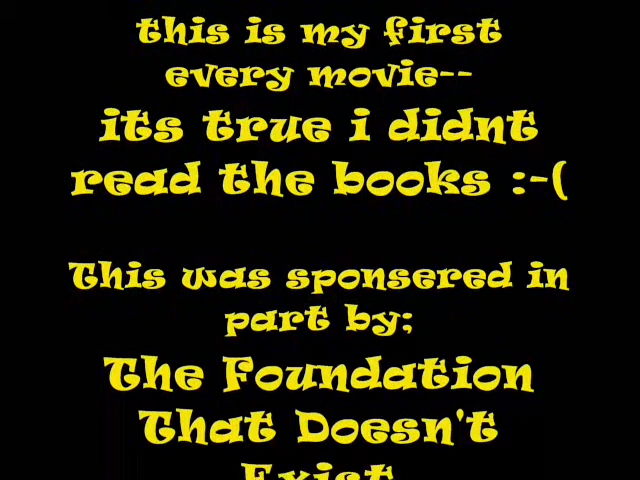 this is my first
every movie--
its true i didnt
read the books :-(
This was sponsered in
part by;
The Foundation
That Doesn't
Exist